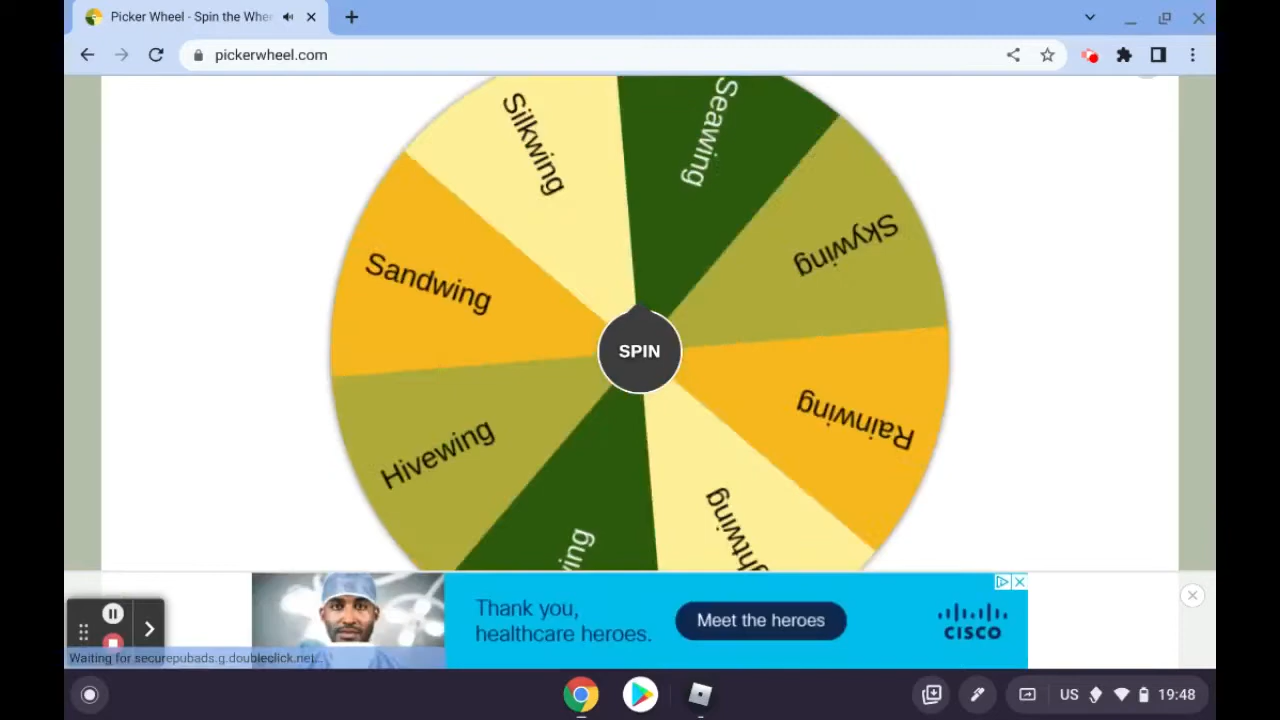 Picker Wheel - Spin the Whe
pickerwheel.com
Silkwing
Seawing
Skywing
Sandwing
SPIN
Rainwing
Hivewing
Thank you,
healthcare heroes.
Meet the heroes
CISCO
Waiting for securepubads.g.doubleclick.net...
US
19:48